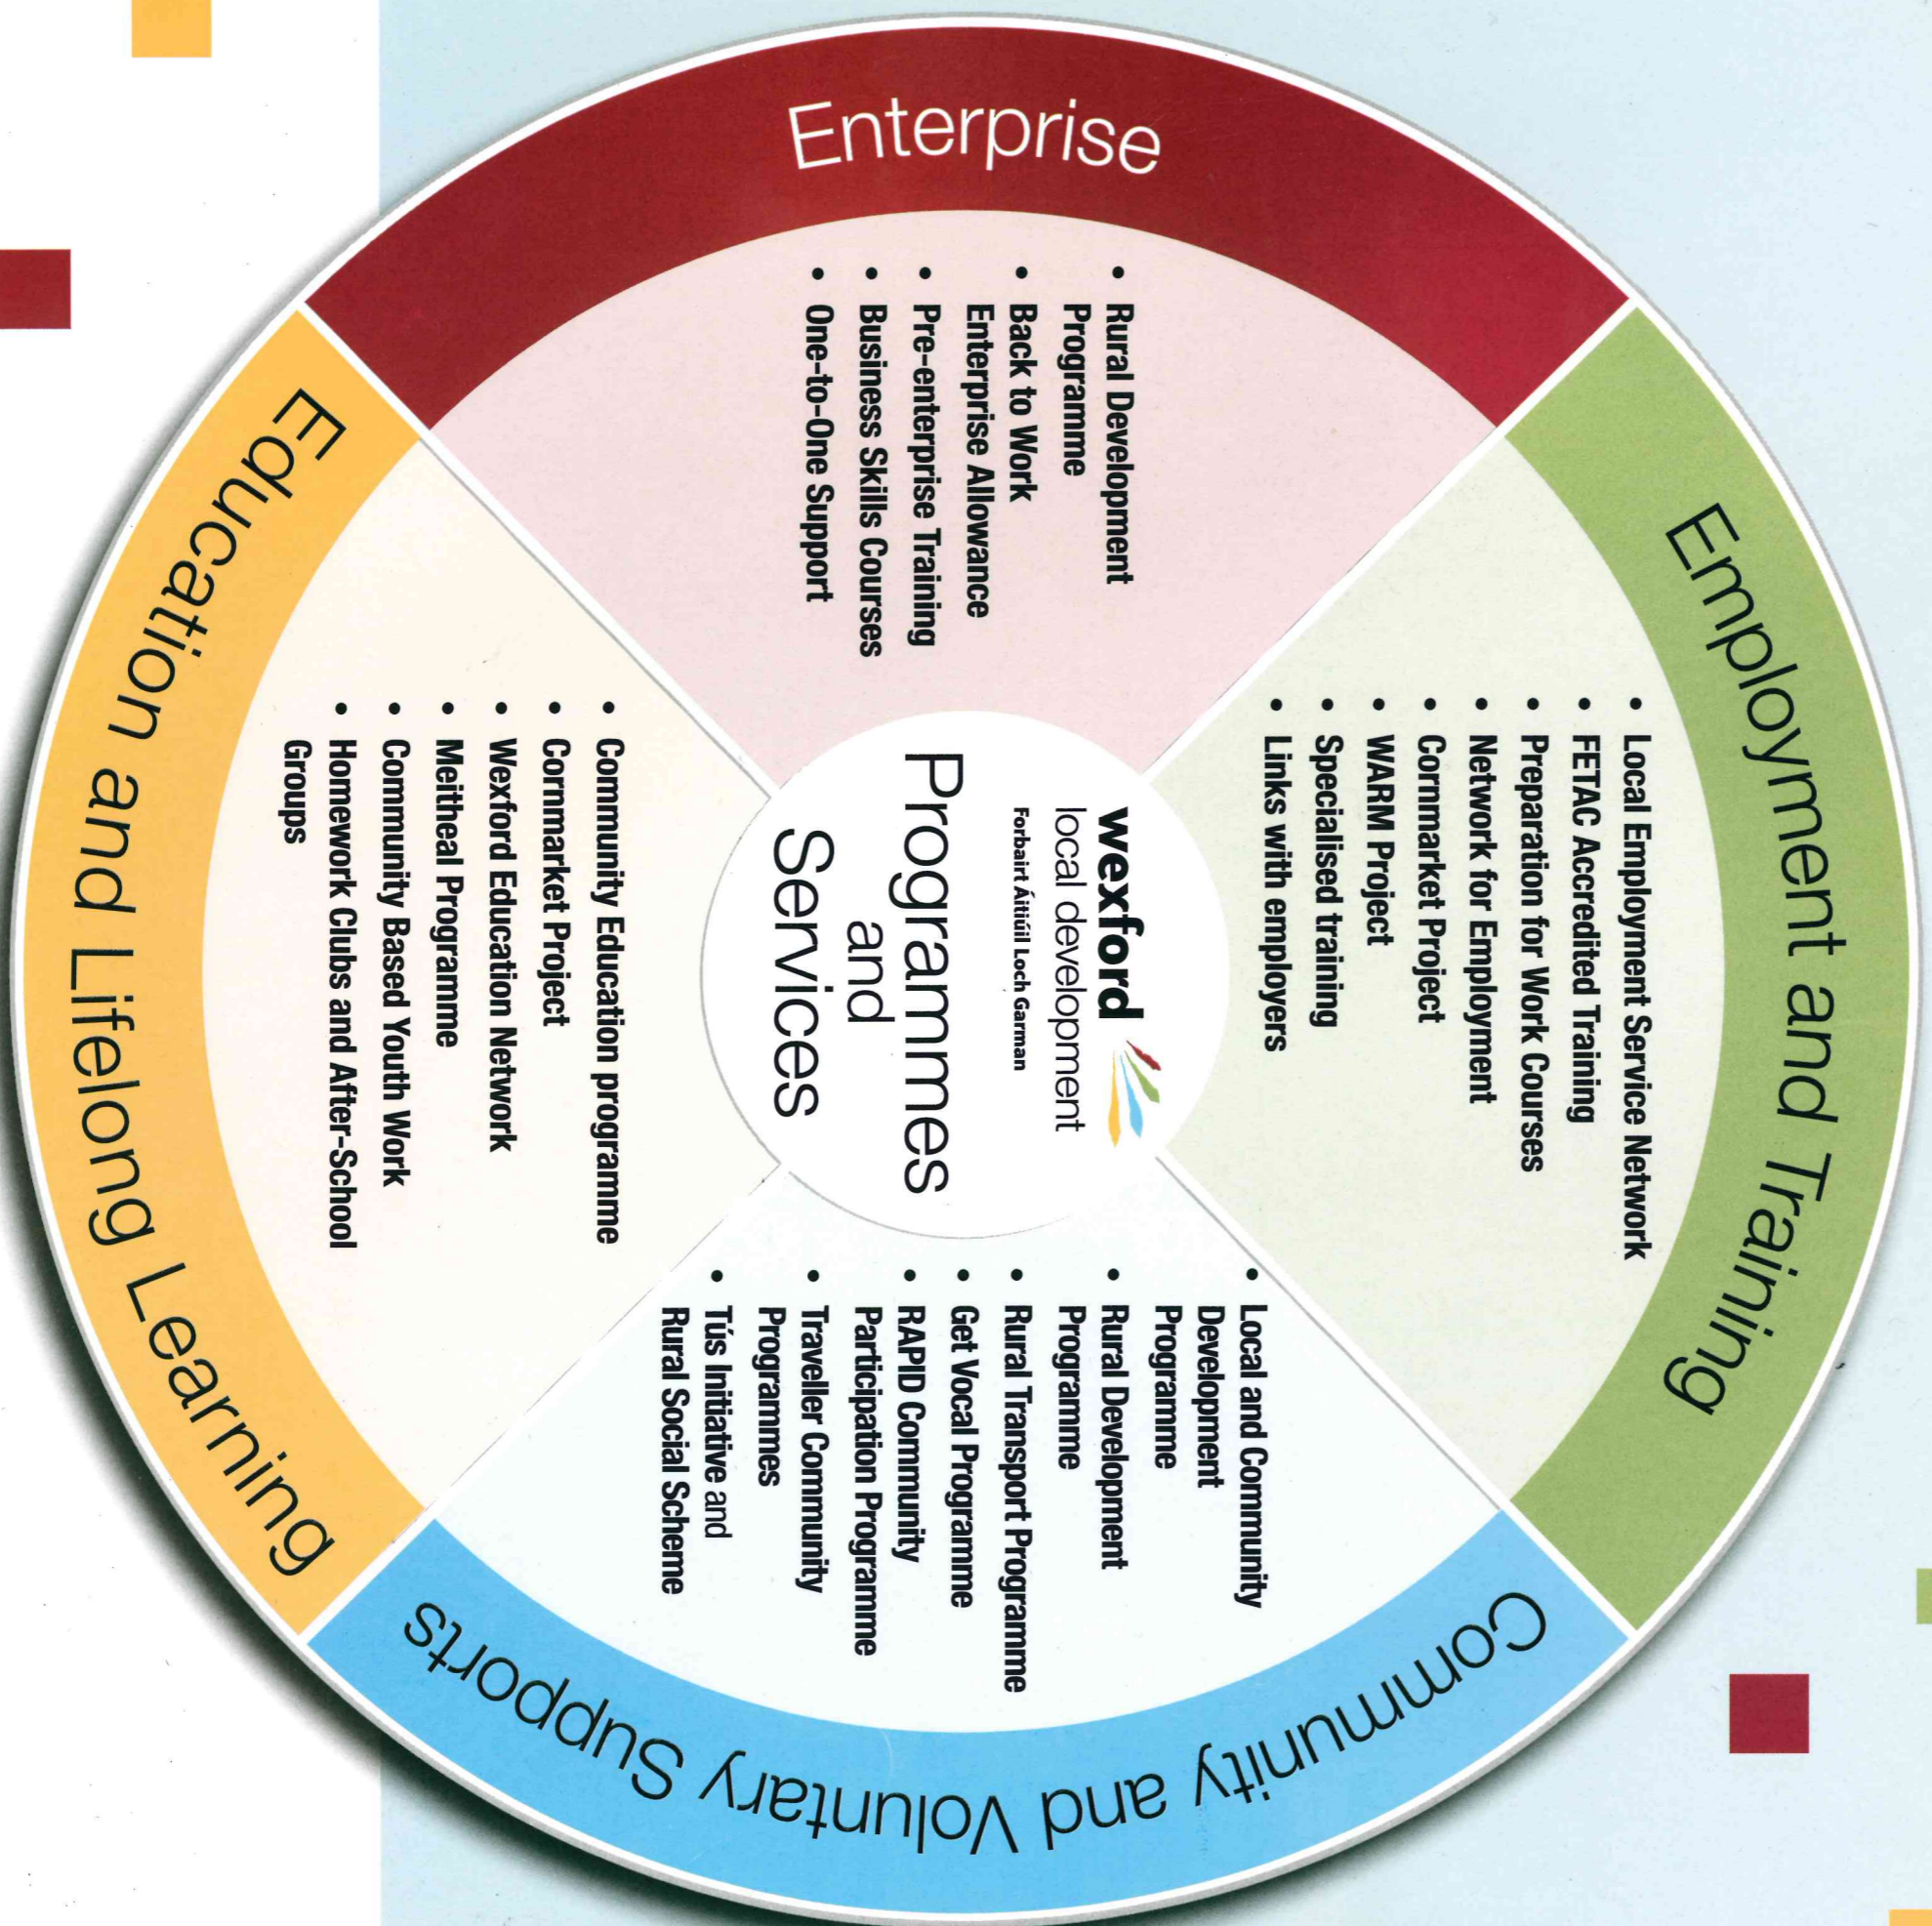 Employment and Training
Local Employment Service Network
FETAC Accredited Training
Preparation for Work Courses
Network for Employment
Cornmarket Project
WARM Project
Specialised training
Links with employers
Enterprise
Rural Development
Programme
Back to Work
Enterprise Allowance
Pre-enterprise Training
Business Skills Courses
One-to-One Support
wexford
local development
Forbairt Áitiúil Loch Garman
Programmes
and
Services
Local and Community
Development
Programme
Rural Development
Programme
Rural Transport Programme
Get Vocal Programme
RAPID Community
Participation Programme
Traveller Community
Programmes
Tús Initiative and
Rural Social Scheme
Community and Voluntary Supports
Community Education programme
Cornmarket Project
Wexford Education Network
Meitheal Programme
Community Based Youth Work
Homework Clubs and After-School
Groups
Education and Lifelong Learning